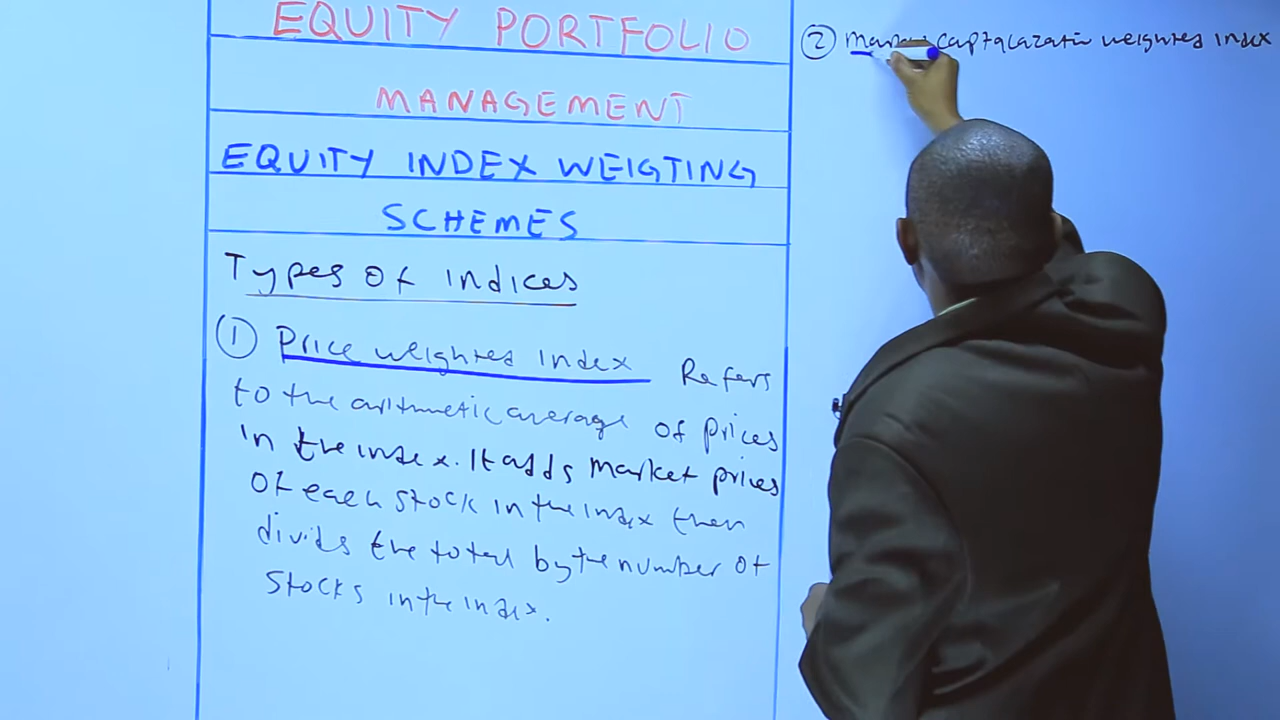 EQUITY PORTFOLIO
MANAGEMENT
EQUITY INDEX WEIGTING
SCHEMES
Types of indices
① Price weighted index Refers
to the arithmetic average of prices
in the index. It adds market prices
of each stock in the index then
divids the total by the number of
stocks in the index.
② weighted index